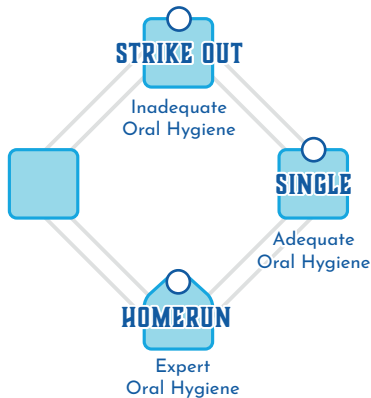 STRIKE OUT
Inadequate
Oral Hygiene
SINGLE
Adequate
Oral Hygiene
HOMERUN
Expert
Oral Hygiene